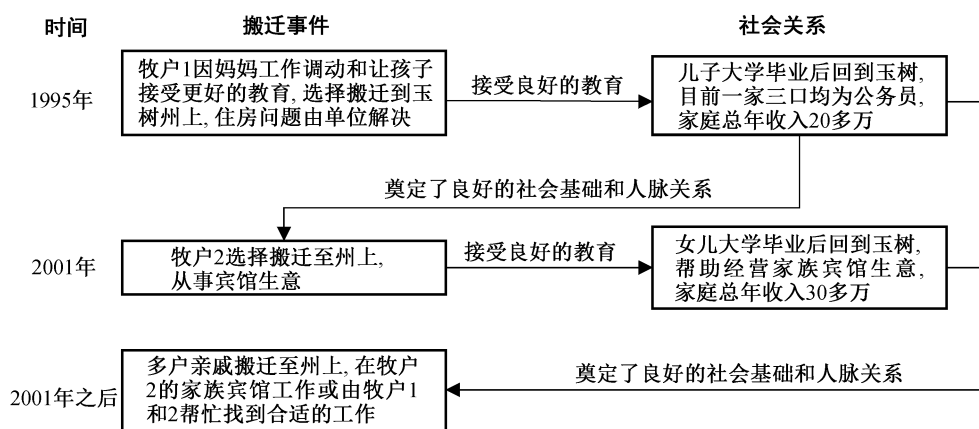 时间
搬迁事件
社会关系
1995年
牧户1因妈妈工作调动和让孩子
接受更好的教育, 选择搬迁到玉
树州上, 住房问题由单位解决
接受良好的教育
儿子大学毕业后回到玉树,
目前一家三口均为公务员,
家庭总年收入20多万
奠定了良好的社会基础和人脉关系
2001年
牧户2选择搬迁至州上,
从事宾馆生意
接受良好的教育
女儿大学毕业后回到玉树,
帮助经营家族宾馆生意,
家庭总年收入30多万
2001年之后
多户亲戚搬迁至州上, 在牧户
2的家族宾馆工作或由牧户1
和2帮忙找到合适的工作
奠定了良好的社会基础和人脉关系